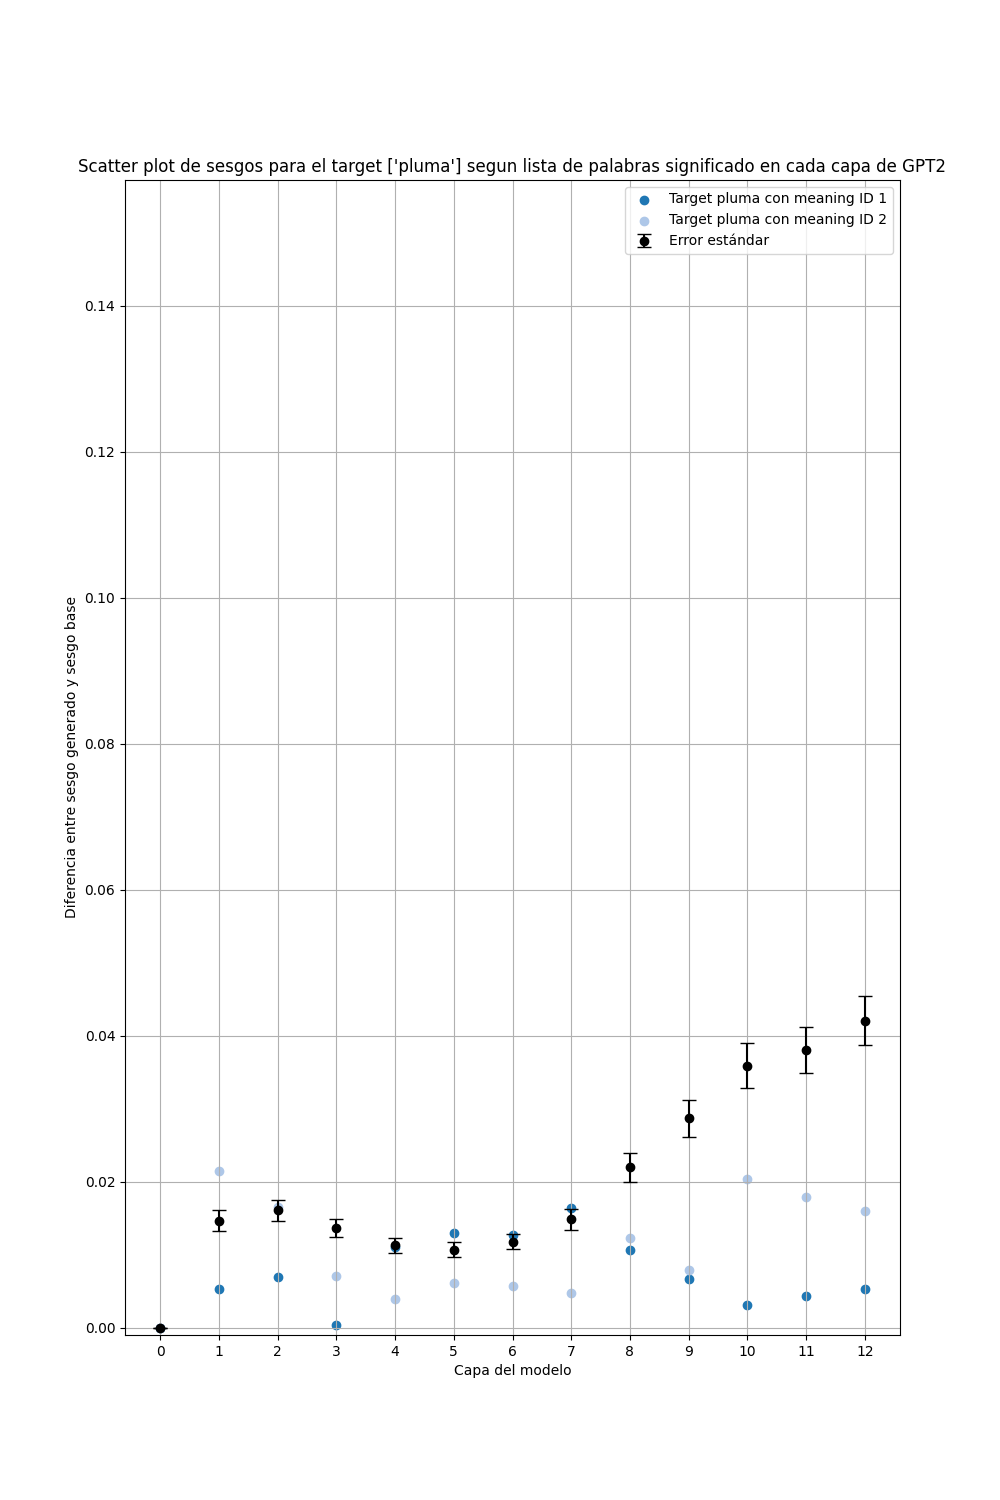 Scatter plot de sesgos para el target ['pluma'] segun lista de palabras significado en cada capa de GPT2
Target pluma con meaning ID 1
Target pluma con meaning ID 2
Error estándar
0.14
0.12
0.10
0.08
0.06
0.04
0.02
0.00
Diferencia entre sesgo generado y sesgo base
0 1 2 3 4 5 6 7 8 9 10 11 12
Capa del modelo